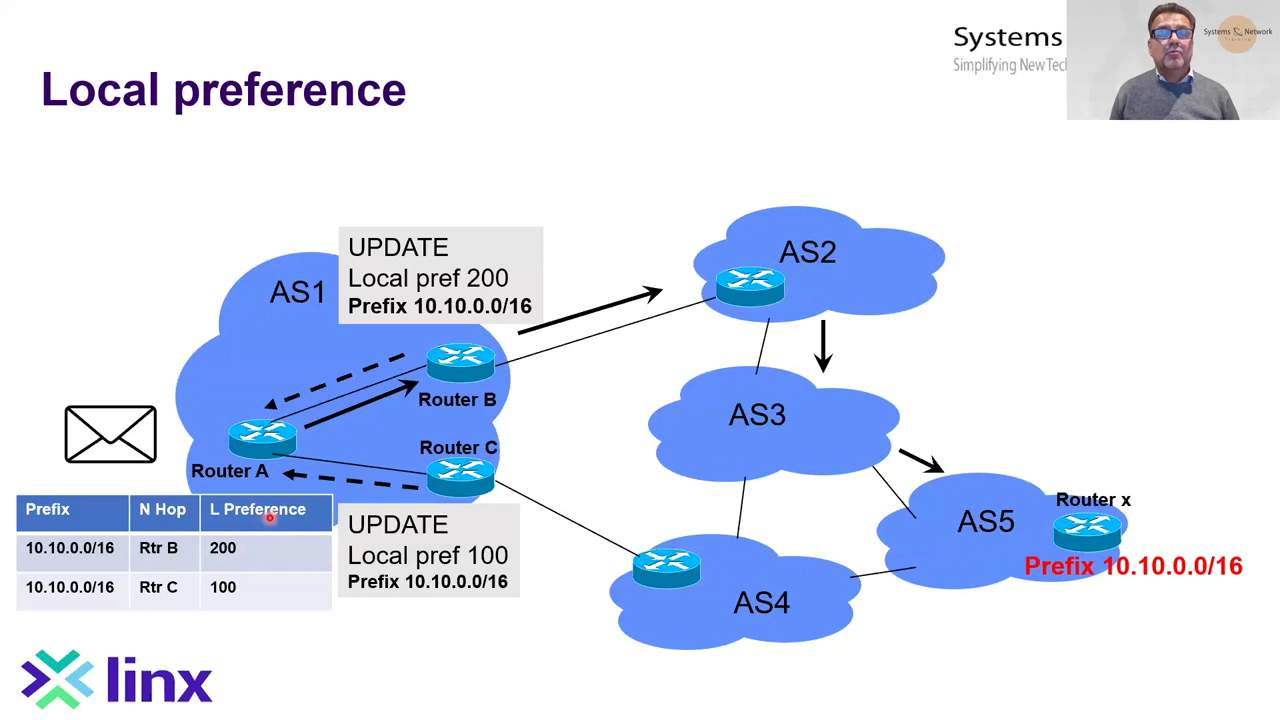 Local preference
Systems
Simplifying New Tec
Systems & Network
Training
UPDATE
Local pref 200
Prefix 10.10.0.0/16
AS1
AS2
AS3
AS4
AS5
Router B
Router C
Router A
Router x
Prefix 10.10.0.0/16
Prefix N Hop L Preference
10.10.0.0/16 Rtr B 200
10.10.0.0/16 Rtr C 100
UPDATE
Local pref 100
Prefix 10.10.0.0/16
linx